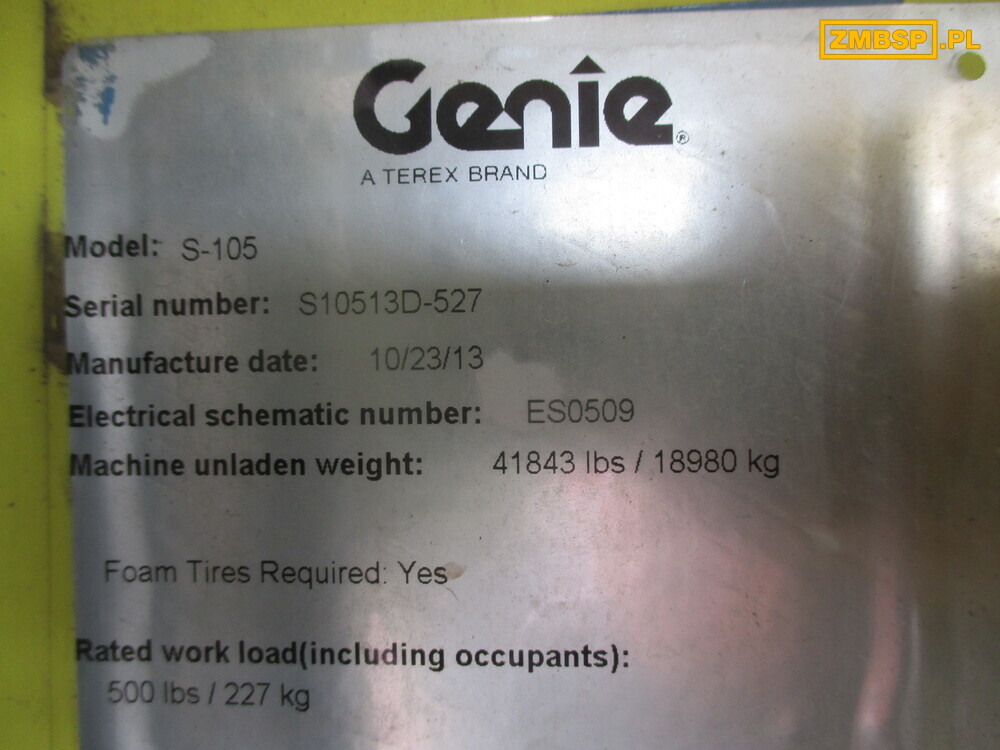 ZMBSP.PL
Genie®
A TEREX BRAND
Model: S-105
Serial number: S10513D-527
Manufacture date: 10/23/13
Electrical schematic number: ES0509
Machine unladen weight: 41843 lbs / 18980 kg
Foam Tires Required: Yes
Rated work load(including occupants):
500 lbs / 227 kg